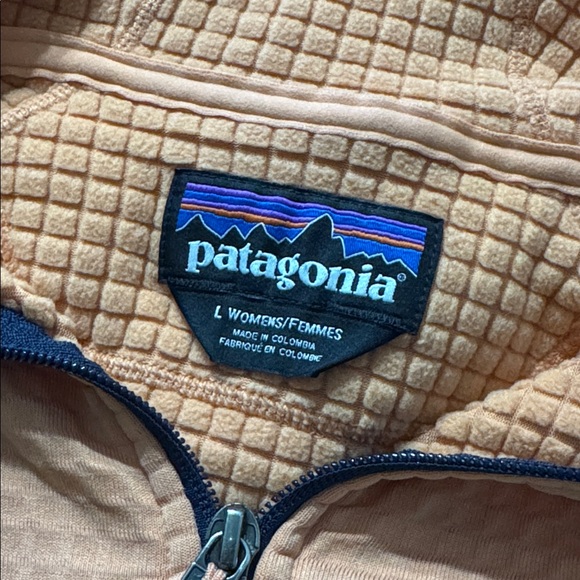 patagonia®
L WOMENS/FEMMES
MADE IN COLOMBIA
FABRIQUÉ EN COLOMBIE